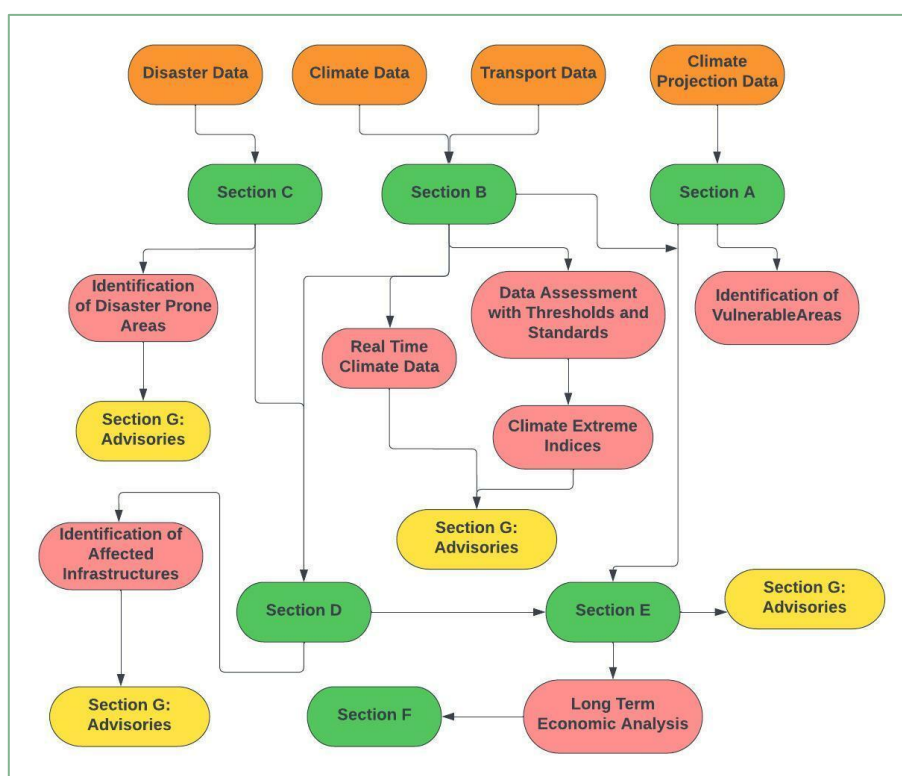 Disaster Data
Climate Data
Transport Data
Climate
Projection Data
Section C
Section B
Section A
Identification
of Disaster Prone
Areas
Data Assessment
with Thresholds and
Standards
Identification of
VulnerableAreas
Real Time
Climate Data
Section G:
Advisories
Climate Extreme
Indices
Section G:
Advisories
Identification of
Affected
Infrastructures
Section D
Section E
Section G:
Advisories
Section G:
Advisories
Section F
Long Term
Economic Analysis